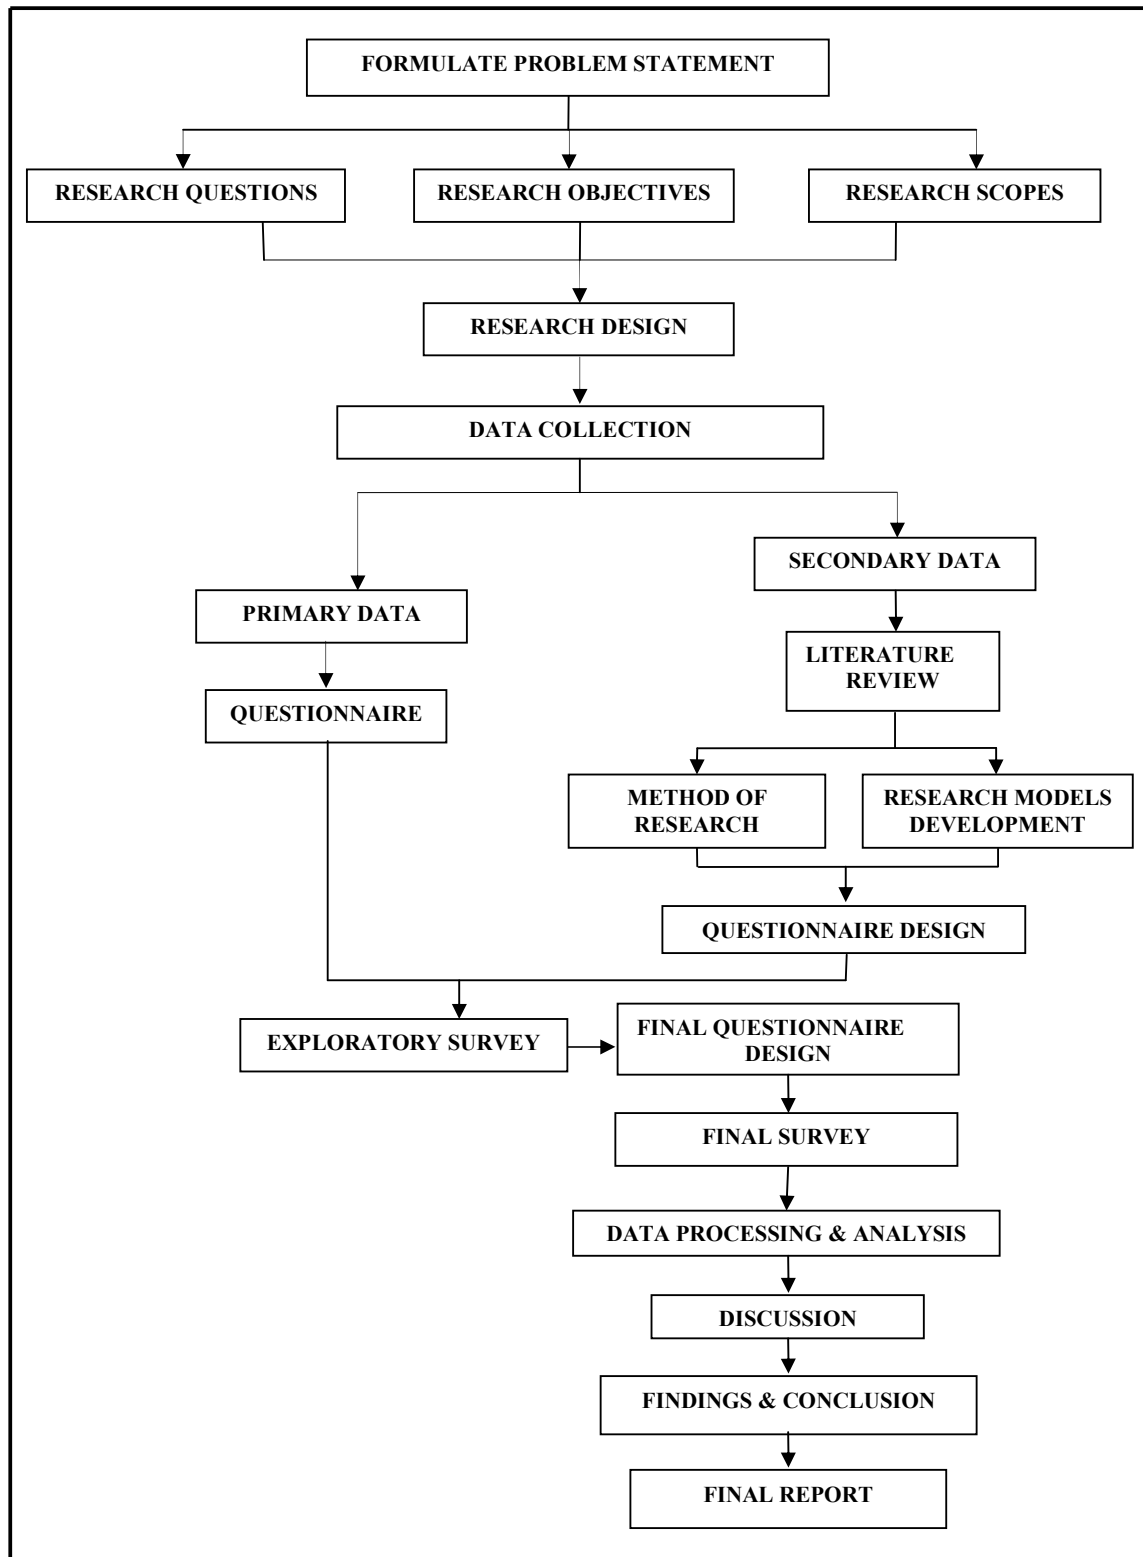 FORMULATE PROBLEM STATEMENT
RESEARCH QUESTIONS
RESEARCH OBJECTIVES
RESEARCH SCOPES
RESEARCH DESIGN
DATA COLLECTION
SECONDARY DATA
PRIMARY DATA
LITERATURE
REVIEW
QUESTIONNAIRE
METHOD OF
RESEARCH
RESEARCH MODELS
DEVELOPMENT
QUESTIONNAIRE DESIGN
EXPLORATORY SURVEY
FINAL QUESTIONNAIRE
DESIGN
FINAL SURVEY
DATA PROCESSING & ANALYSIS
DISCUSSION
FINDINGS & CONCLUSION
FINAL REPORT